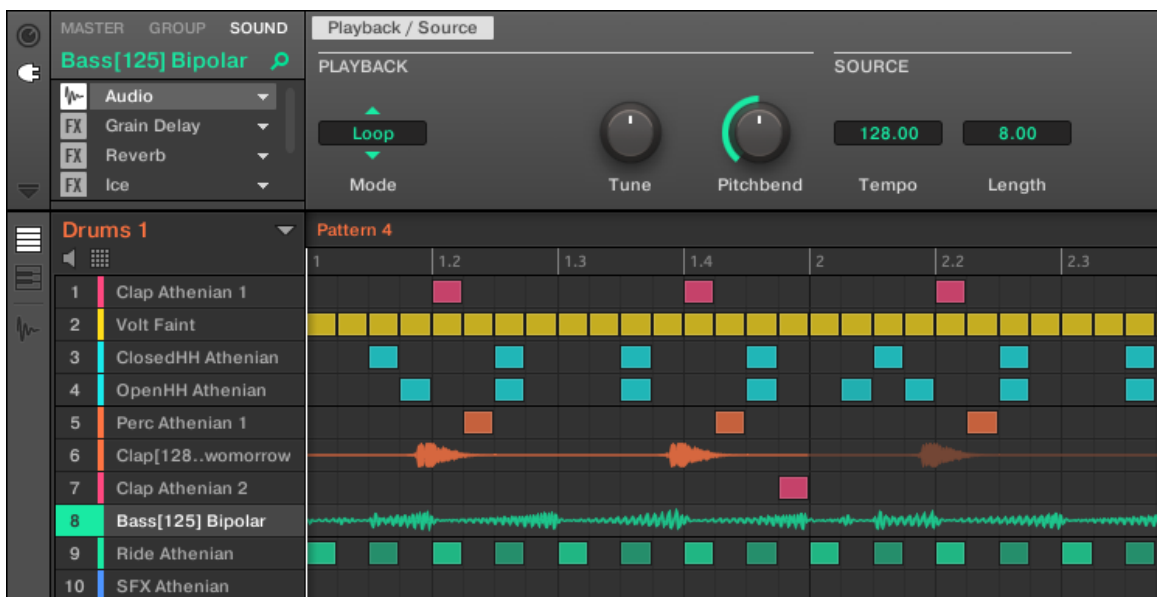 MASTER GROUP SOUND
Bass[125] Bipolar
Audio
FX Grain Delay
FX Reverb
FX Ice
Playback / Source
PLAYBACK
SOURCE
Loop
128.00
8.00
Mode
Tune
Pitchbend
Tempo
Length
Drums 1
Pattern 4
1 1.2 1.3 1.4 2 2.2 2.3
1 Clap Athenian 1
2 Volt Faint
3 ClosedHH Athenian
4 OpenHH Athenian
5 Perc Athenian 1
6 Clap[128..womorrow
7 Clap Athenian 2
8 Bass[125] Bipolar
9 Ride Athenian
10 SFX Athenian